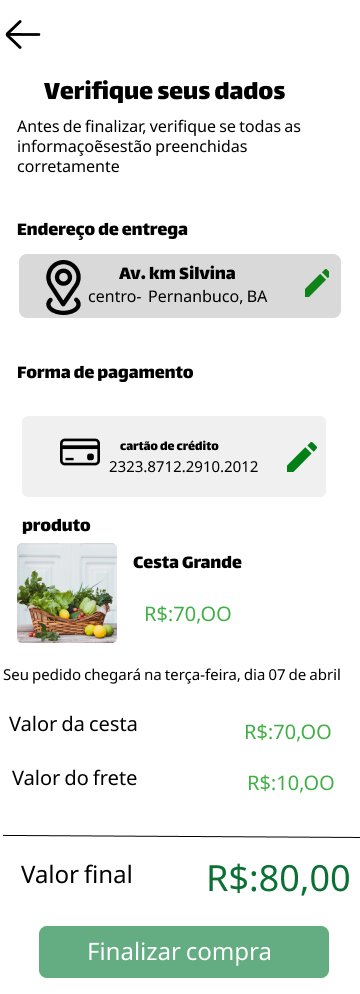 Verifique seus dados
Antes de finalizar, verifique se todas as
informaçoẽsestão preenchidas
corretamente
Endereço de entrega
Av. km Silvina
centro- Pernanbuco, BA
Forma de pagamento
cartão de crédito
2323.8712.2910.2012
produto
Cesta Grande
R$:70,OO
Seu pedido chegará na terça-feira, dia 07 de abril
Valor da cesta
R$:70,OO
Valor do frete
R$:10,OO
Valor final
R$:80,00
Finalizar compra